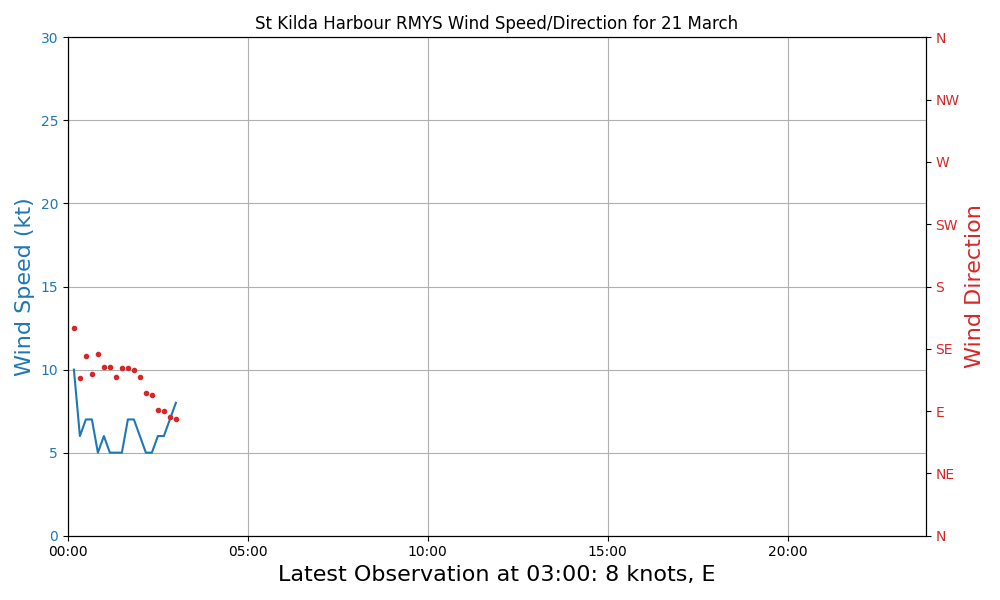 St Kilda Harbour RMYS Wind Speed/Direction for 21 March
30
25
20
15
10
5
0
Wind Speed (kt)
N
NW
W
SW
S
SE
E
NE
N
Wind Direction
00:00
05:00
10:00
15:00
20:00
Latest Observation at 03:00: 8 knots, E